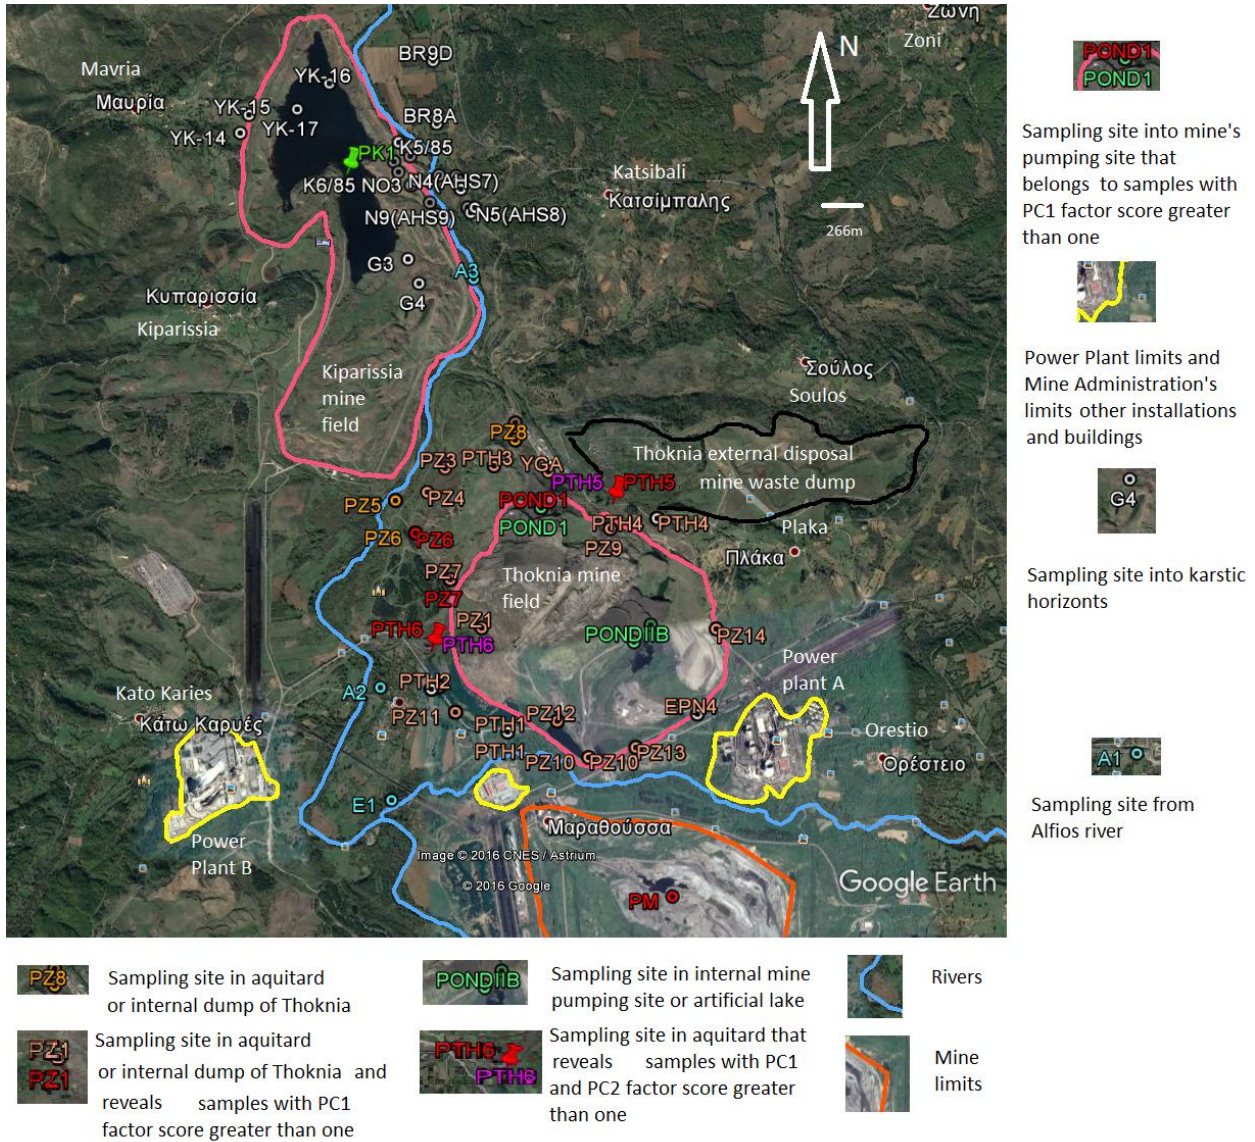 Ζώνη
Zoni
N
BR9D
Mavria
Μαυρία
YK-16
YK-15
YK-17
YK-14
BR8A
PK1
K5/85
K6/85 NO3
N4(AHS7)
N9(AHS9)
N5(AHS8)
Katsibali
Κατσίμπαλης
266m
G3
A3
G4
Κυπαρισσία
Kiparissia
Kiparissia
mine
field
Σούλος
Soulos
PZ8
PTH3
PZ3
YGA
Thoknia external disposal
mine waste dump
PTH5
PTH5
PZ4
PZ5
POND1
POND1
PTH4
PTH4
Plaka
Πλάκα
PZ6
PZ6
PZ9
PZ7
PZ7
Thoknia mine
field
PZ1
PTH6
PTH6
PONDIIB
PZ14
Power
plant A
A2
PTH2
Kato Karies
Κάτω Καρυές
PZ11
PTH1
PZ12
EPN4
Orestio
Ορέστειο
PTH1
PZ10
PZ10
PZ13
E1
Μαραθούσσα
Power
Plant B
Image © 2016 CNES / Astrium
© 2016 Google
PM
Google Earth
POND1
POND1
Sampling site into mine's
pumping site that
belongs to samples with
PC1 factor score greater
than one
Power Plant limits and
Mine Administration's
limits other installations
and buildings
G4
Sampling site into karstic
horizonts
A1
Sampling site from
Alfios river
PZ8
Sampling site in aquitard
or internal dump of Thoknia
PONDIIB
Sampling site in internal mine
pumping site or artificial lake
Rivers
PZ1
PZ1
Sampling site in aquitard
or internal dump of Thoknia and
reveals samples with PC1
factor score greater than one
PTH6
PTH6
Sampling site in aquitard that
reveals samples with PC1
and PC2 factor score greater
than one
Mine
limits